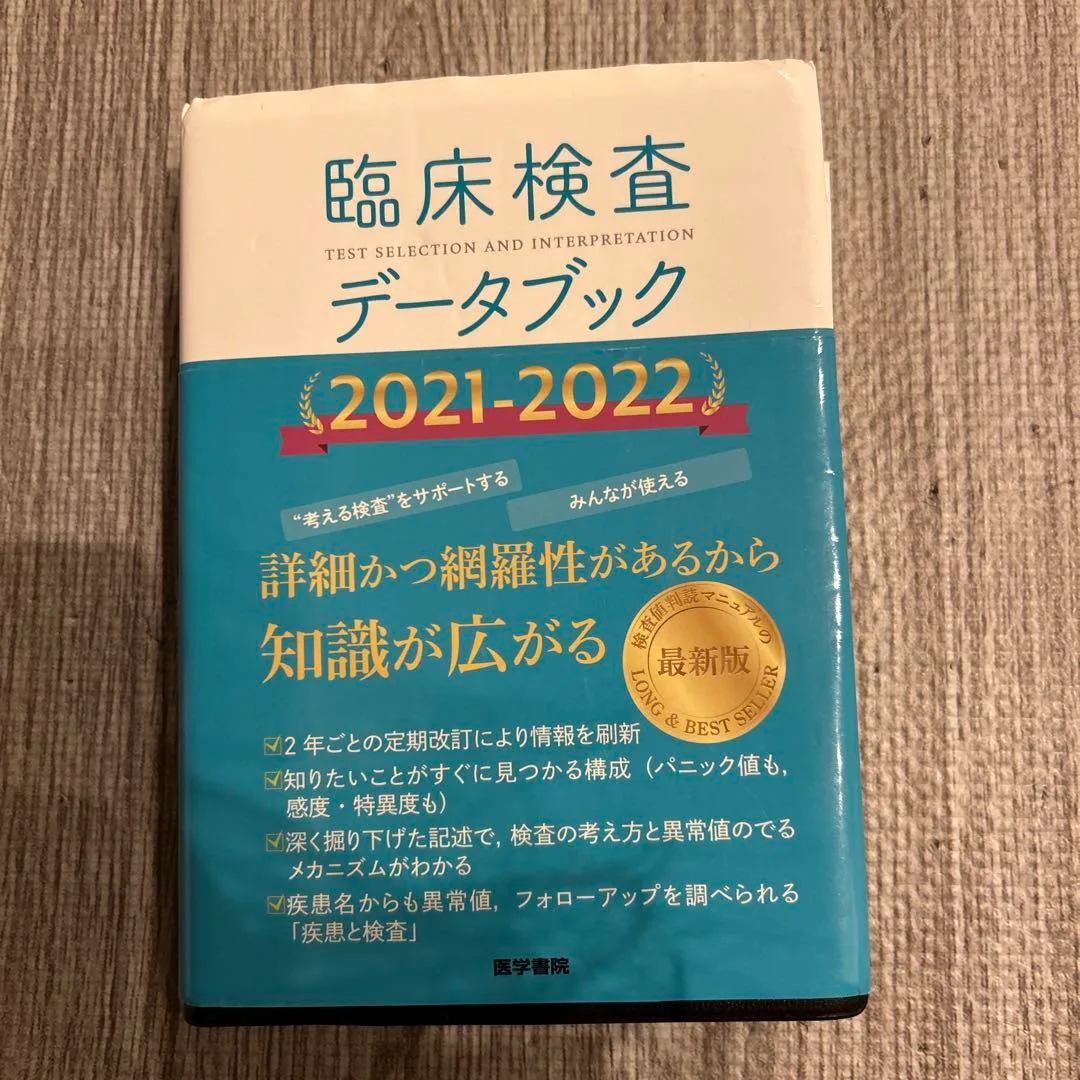 臨床検査
TEST SELECTION AND INTERPRETATION
データブック
2021-2022
“考える検査”をサポートする
みんなが使える
詳細かつ網羅性があるから
知識が広がる
検査値判読マニュアルの
最新版
LONG & BEST SELLER
2年ごとの定期改訂により情報を刷新
知りたいことがすぐに見つかる構成（パニック値も，
感度・特異度も）
深く掘り下げた記述で，検査の考え方と異常値のでる
メカニズムがわかる
疾患名からも異常値，フォローアップを調べられる
「疾患と検査」
医学書院